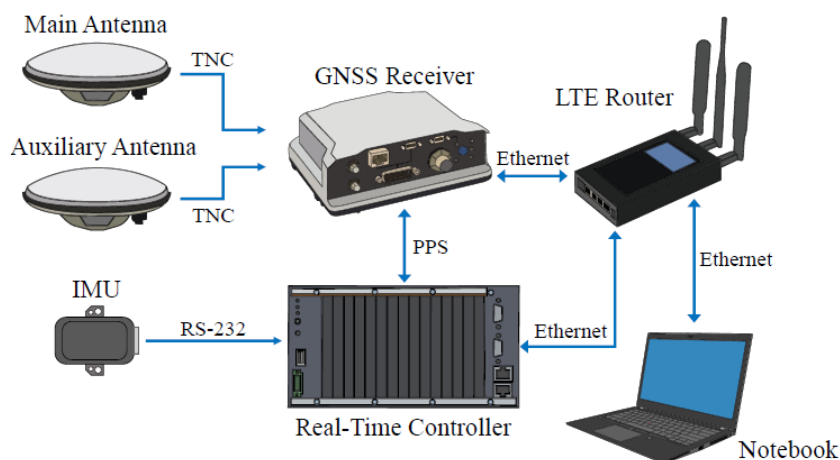 Main Antenna
TNC
GNSS Receiver
LTE Router
Auxiliary Antenna
TNC
Ethernet
PPS
Ethernet
IMU
RS-232
Ethernet
Real-Time Controller
Notebook